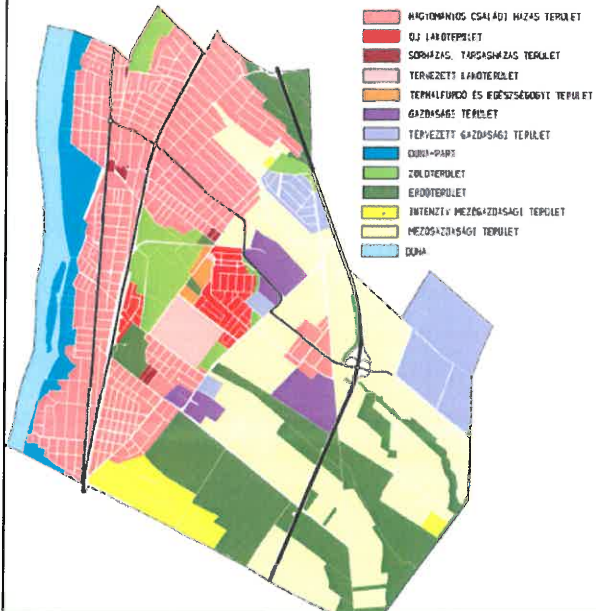 HAGYOMÁNYOS CSALÁDI HÁZAS TERÜLET
ÚJ LAKÓTERÜLET
SORHÁZAS, TÁRSASHÁZAS TERÜLET
TERVEZETT LAKÓTERÜLET
TERMÁLFÜRDŐ ÉS EGÉSZSÉGÜGYI TERÜLET
GAZDASÁGI TERÜLET
TERVEZETT GAZDASÁGI TERÜLET
DUNA-PART
ZÖLDTERÜLET
ERDŐTERÜLET
INTENZÍV MEZŐGAZDASÁGI TERÜLET
MEZŐGAZDASÁGI TERÜLET
DUNA